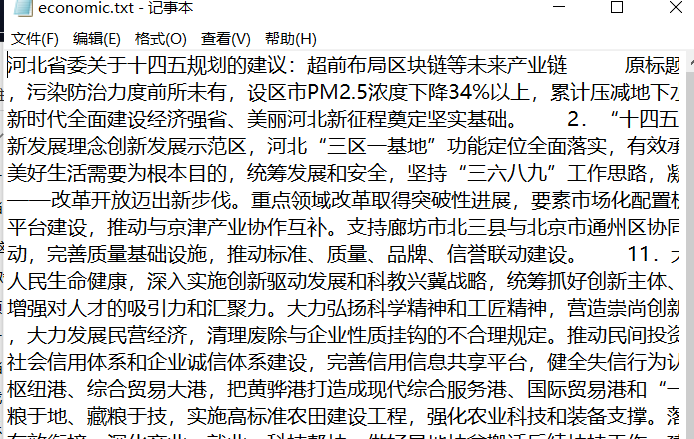 economic.txt - 记事本
文件(F) 编辑(E) 格式(O) 查看(V) 帮助(H)
河北省委关于十四五规划的建议：超前布局区块链等未来产业链 原标题
，污染防治力度前所未有，设区市PM2.5浓度下降34%以上，累计压减地下水
新时代全面建设经济强省、美丽河北新征程奠定坚实基础。 2．“十四五
新发展理念创新发展示范区，河北“三区一基地”功能定位全面落实，有效承
美好生活需要为根本目的，统筹发展和安全，坚持“三六八九”工作思路，凝
——改革开放迈出新步伐。重点领域改革取得突破性进展，要素市场化配置机
平台建设，推动与京津产业协作互补。支持廊坊市北三县与北京市通州区协同
动，完善质量基础设施，推动标准、质量、品牌、信誉联动建设。 11．
人民生命健康，深入实施创新驱动发展和科教兴冀战略，统筹抓好创新主体、
增强对人才的吸引力和汇聚力。大力弘扬科学精神和工匠精神，营造崇尚创新
，大力发展民营经济，清理废除与企业性质挂钩的不合理规定。推动民间投资
社会信用体系和企业诚信体系建设，完善信用信息共享平台，健全失信行为认
枢纽港、综合贸易大港，把黄骅港打造成现代综合服务港、国际贸易港和“一
粮于地、藏粮于技，实施高标准农田建设工程，强化农业科技和装备支撑。落